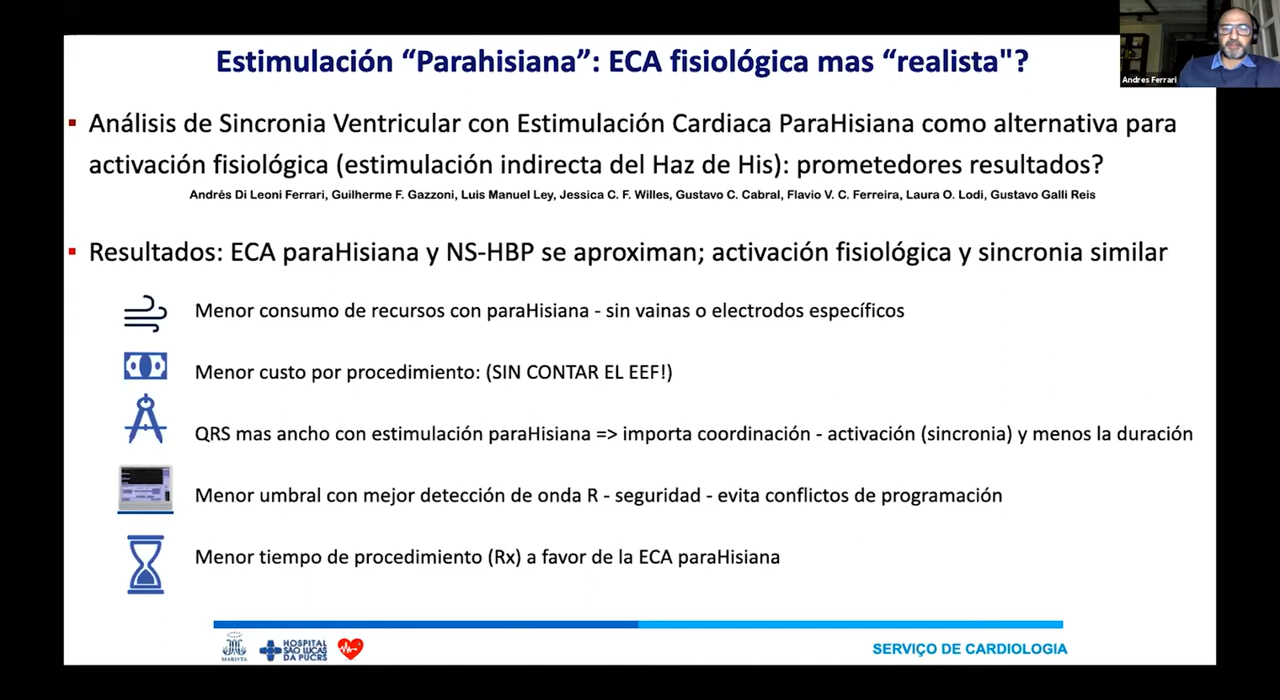 Estimulación “Parahisiana”: ECA fisiológica mas “realista"?
Andres Ferrari
Análisis de Sincronia Ventricular con Estimulación Cardiaca ParaHisiana como alternativa para
activación fisiológica (estimulación indirecta del Haz de His): prometedores resultados?
Andrés Di Leoni Ferrari, Guilherme F. Gazzoni, Luis Manuel Ley, Jessica C. F. Willes, Gustavo C. Cabral, Flavio V. C. Ferreira, Laura O. Lodi, Gustavo Galli Reis
Resultados: ECA paraHisiana y NS-HBP se aproximan; activación fisiológica y sincronia similar
Menor consumo de recursos con paraHisiana - sin vainas o electrodos específicos
Menor custo por procedimiento: (SIN CONTAR EL EEF!)
QRS mas ancho con estimulación paraHisiana => importa coordinación - activación (sincronia) y menos la duración
Menor umbral con mejor detección de onda R - seguridad - evita conflictos de programación
Menor tiempo de procedimiento (Rx) a favor de la ECA paraHisiana
MARISTA
HOSPITAL
SÃO LUCAS
DA PUCRS
SERVIÇO DE CARDIOLOGIA